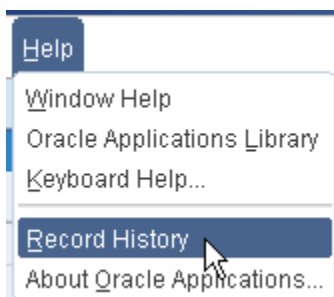 Help
Window Help
Oracle Applications Library
Keyboard Help...
Record History
About Oracle Applications...